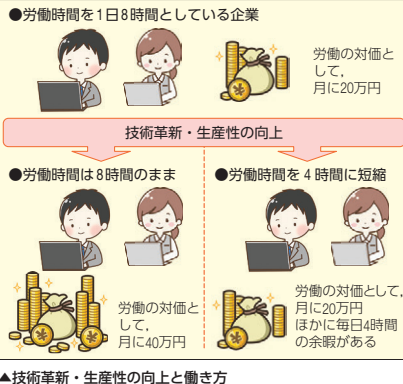 ●労働時間を1日8時間としている企業
労働の対価と
して,
月に20万円
技術革新・生産性の向上
●労働時間は8時間のまま
労働の対価と
して,
月に40万円
●労働時間を4時間に短縮
労働の対価として,
月に20万円
ほかに毎日4時間
の余暇がある
▲技術革新・生産性の向上と働き方